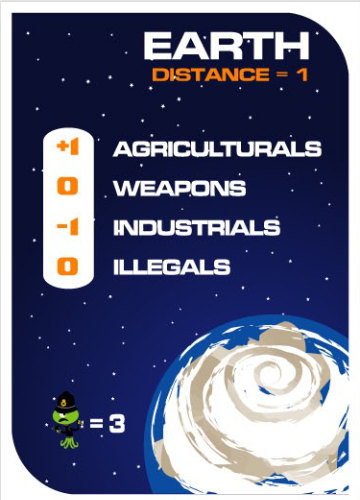 EARTH
DISTANCE = 1
+1 AGRICULTURALS
0 WEAPONS
-1 INDUSTRIALS
0 ILLEGALS
= 3